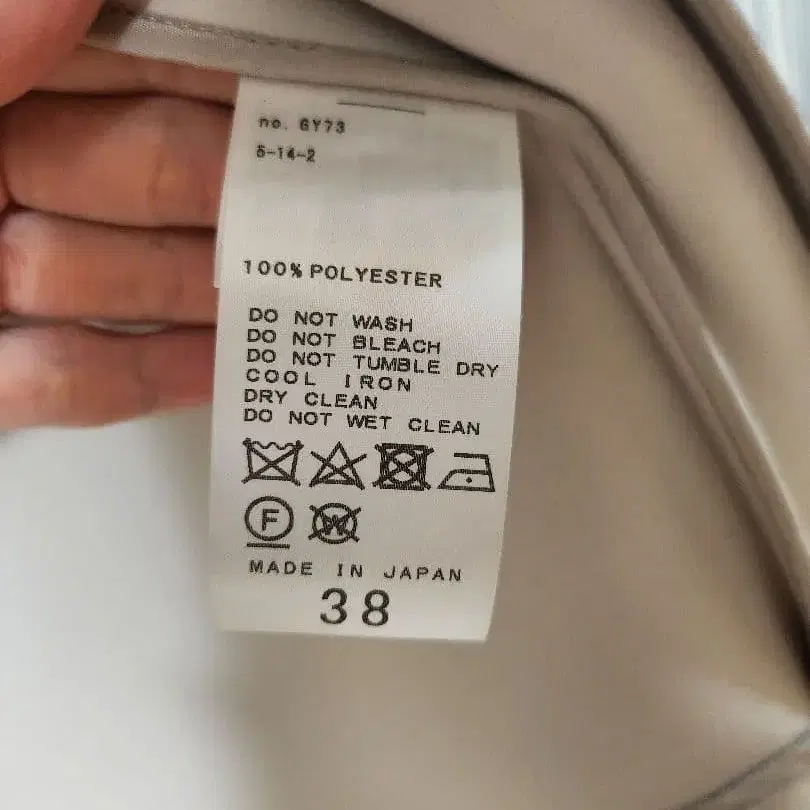 no. GY73
5-14-2
100% POLYESTER
DO NOT WASH
DO NOT BLEACH
DO NOT TUMBLE DRY
COOL IRON
DRY CLEAN
DO NOT WET CLEAN
F W
MADE IN JAPAN
38